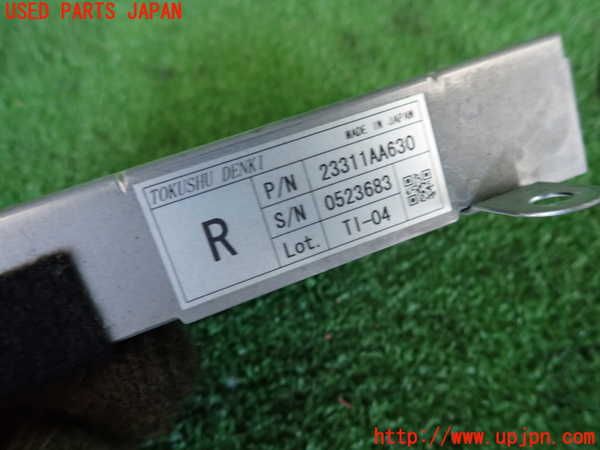 USED PARTS JAPAN
TOKUSHU DENKI MADE IN JAPAN
R
P/N 23311AA630
S/N 0523683
Lot. TI-04
http://www.upjpn.com/